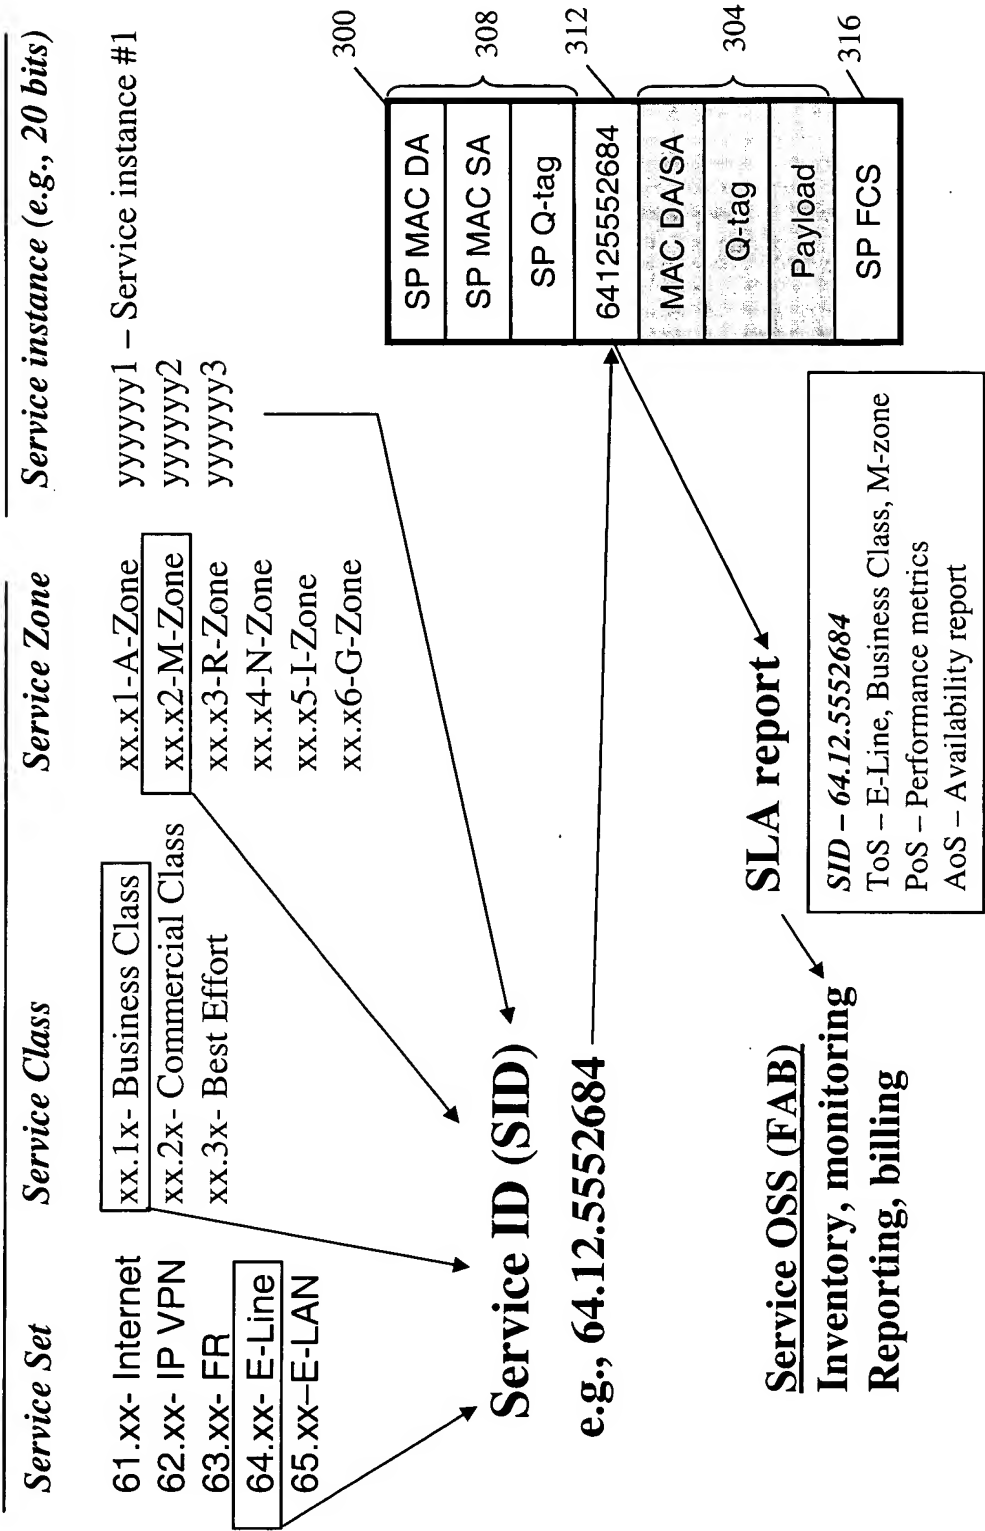 Service Set
61.xx- Internet
62.xx- IP VPN
63.xx- FR
64.xx- E-Line
65.xx–E-LAN
Service Class
xx.1x- Business Class
xx.2x- Commercial Class
xx.3x- Best Effort
Service Zone
xx.x1-A-Zone
xx.x2-M-Zone
xx.x3-R-Zone
xx.x4-N-Zone
xx.x5-I-Zone
xx.x6-G-Zone
Service instance (e.g., 20 bits)
yyyyyy1 – Service instance #1
yyyyyy2
yyyyyy3
Service ID (SID)
e.g., 64.12.5552684
300
308
312
304
316
SP MAC DA
SP MAC SA
SP Q-tag
64125552684
MAC DA/SA
Q-tag
Payload
SP FCS
Service OSS (FAB)
Inventory, monitoring
Reporting, billing
SLA report
SID – 64.12.5552684
ToS – E-Line, Business Class, M-zone
PoS – Performance metrics
AoS – Availability report